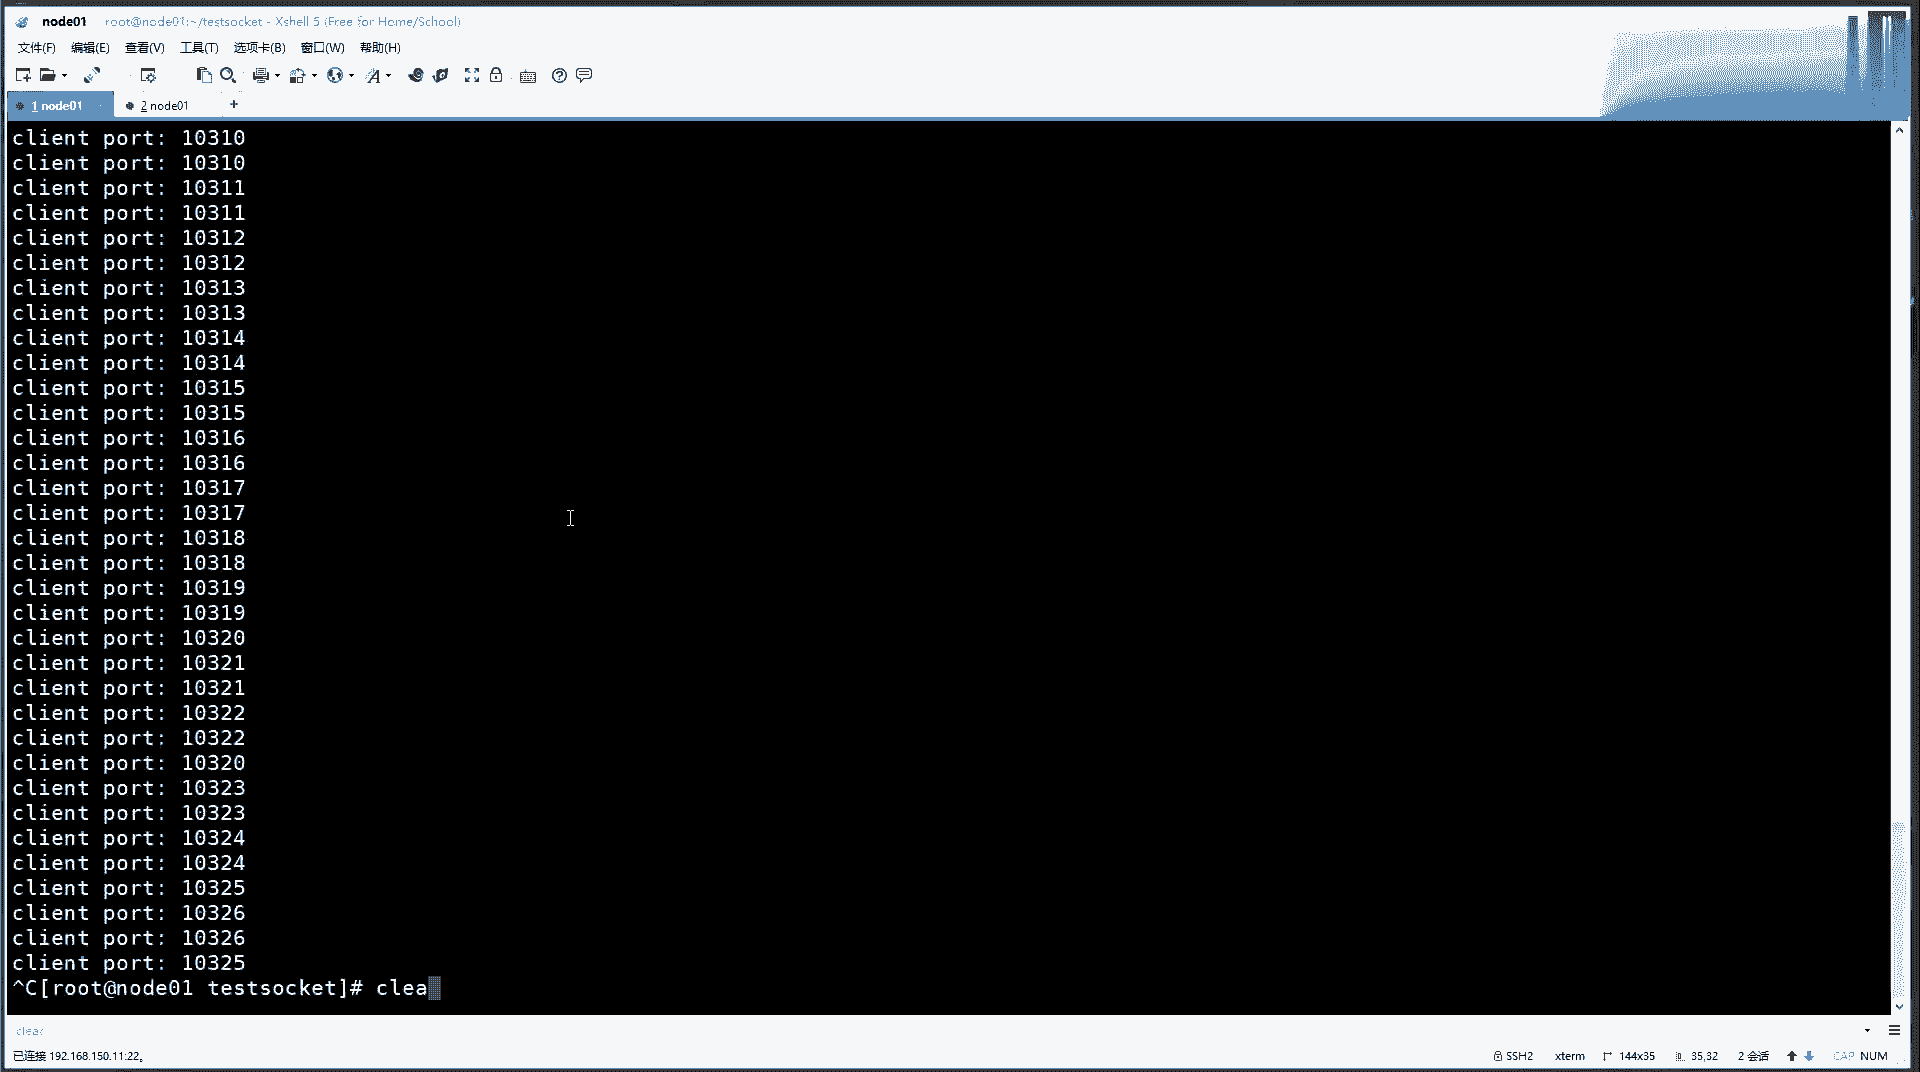 node01 root@node01:~/testsocket - Xshell 5 (Free for Home/School)
文件(F) 编辑(E) 查看(V) 工具(T) 选项卡(B) 窗口(W) 帮助(H)
1 node01 2 node01 +
client port: 10310
client port: 10310
client port: 10311
client port: 10311
client port: 10312
client port: 10312
client port: 10313
client port: 10313
client port: 10314
client port: 10314
client port: 10315
client port: 10315
client port: 10316
client port: 10316
client port: 10317
client port: 10317
client port: 10318
client port: 10318
client port: 10319
client port: 10319
client port: 10320
client port: 10321
client port: 10321
client port: 10322
client port: 10322
client port: 10320
client port: 10323
client port: 10323
client port: 10324
client port: 10324
client port: 10325
client port: 10326
client port: 10326
client port: 10325
^C[root@node01 testsocket]# clea
clear
已连接 192.168.150.11:22。 SSH2 xterm 144x35 35,32 2 会话 CAP NUM